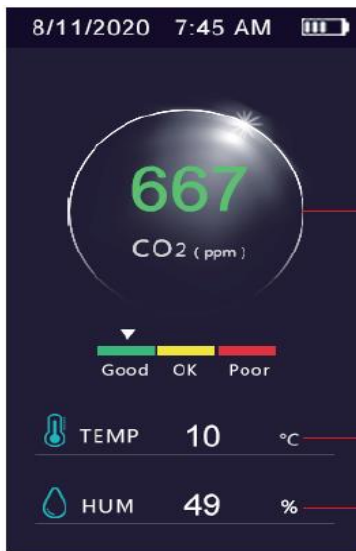 8/11/2020 7:45 AM
667
CO2 (ppm)
Good OK Poor
TEMP 10 °C
HUM 49 %